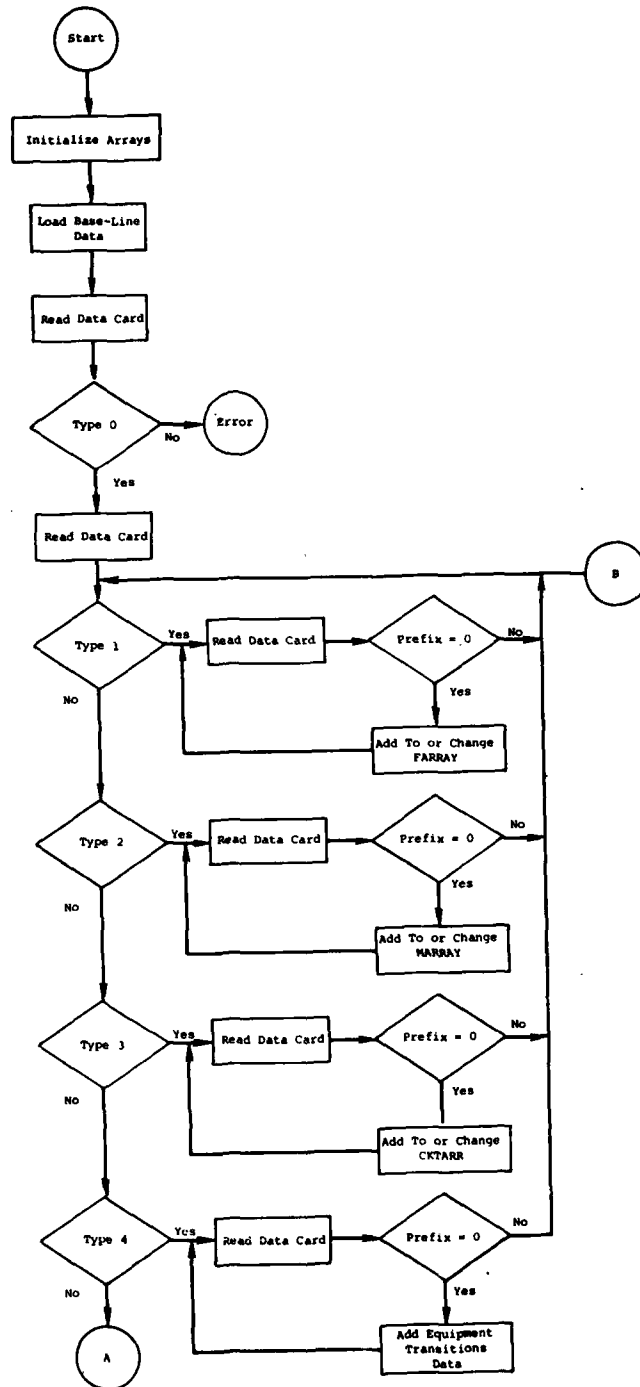 Start
Initialize Arrays
Load Base-Line
Data
Read Data Card
Type 0
No
Error
Yes
Read Data Card
B
Type 1
Yes
Read Data Card
Prefix = 0
No
No
Yes
Add To or Change
FARRAY
Type 2
Yes
Read Data Card
Prefix = 0
No
No
Yes
Add To or Change
MARRAY
Type 3
Yes
Read Data Card
Prefix = 0
No
No
Yes
Add To or Change
CKTARR
Type 4
Yes
Read Data Card
Prefix = 0
No
No
Yes
Add Equipment
Transitions
Data
A